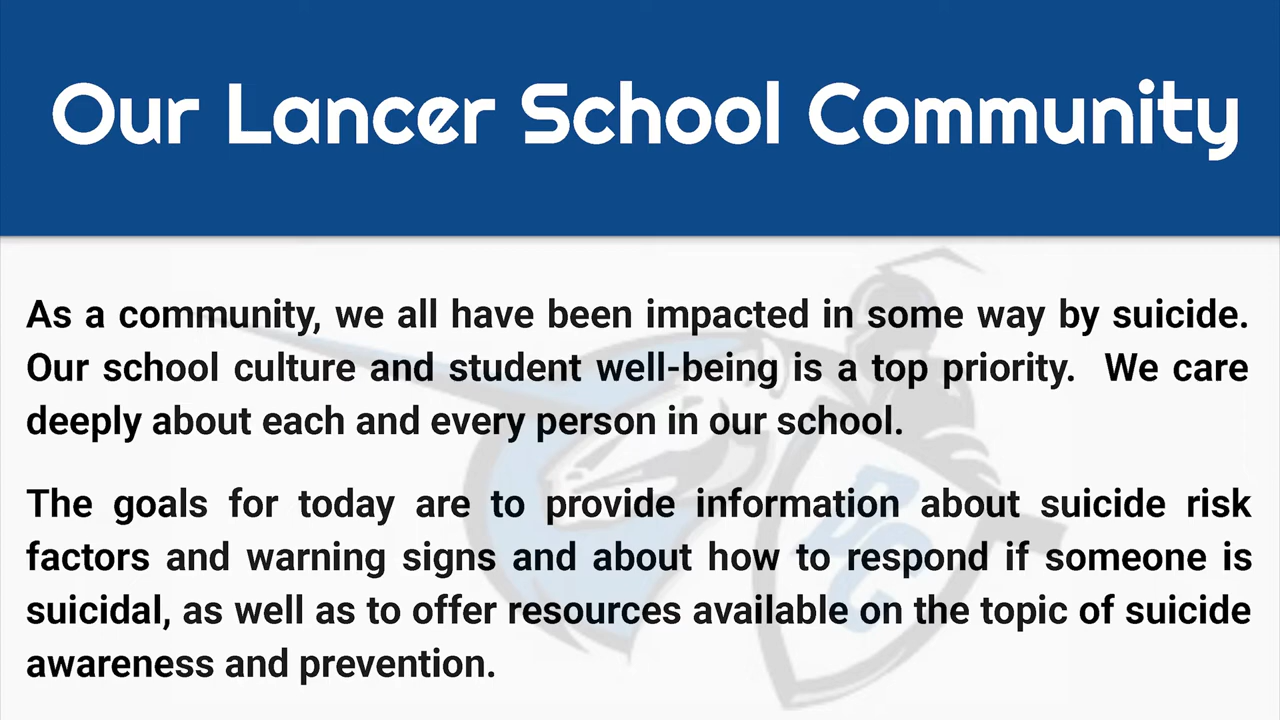 Our Lancer School Community
As a community, we all have been impacted in some way by suicide.
Our school culture and student well-being is a top priority.  We care
deeply about each and every person in our school.
The goals for today are to provide information about suicide risk
factors and warning signs and about how to respond if someone is
suicidal, as well as to offer resources available on the topic of suicide
awareness and prevention.